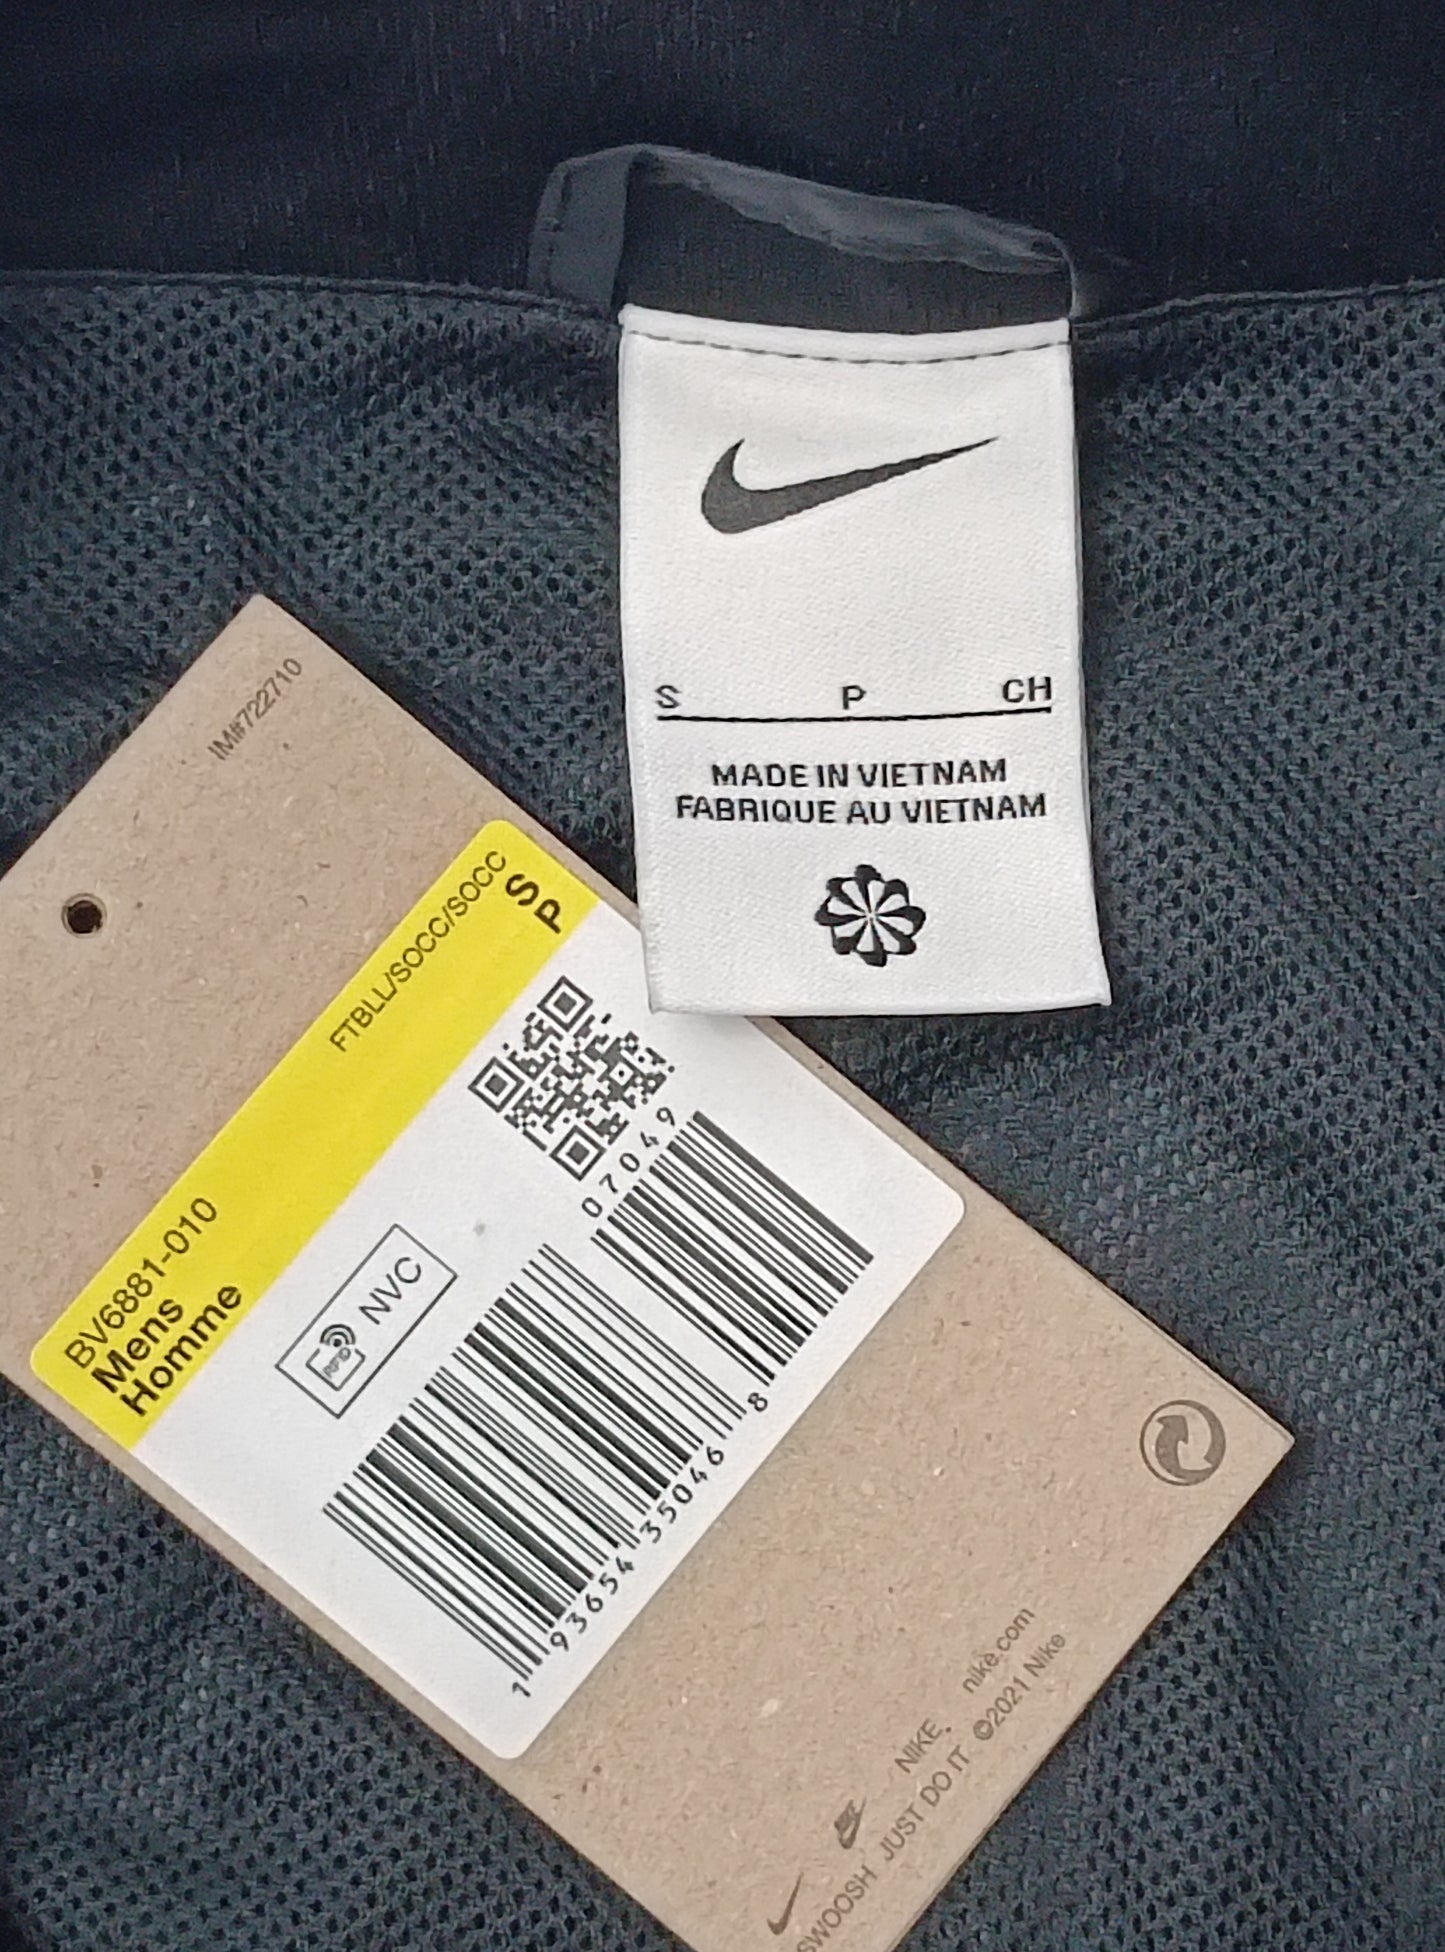 S P CH
MADE IN VIETNAM
FABRIQUE AU VIETNAM
IM#722710
FTBLL/SOCC/SOCC
S
P
BV6881-010
Mens
Homme
RFID NVC
07049
1 93654 35046 8
NIKE. nike.com
SWOOSH JUST DO IT ©2021 Nike